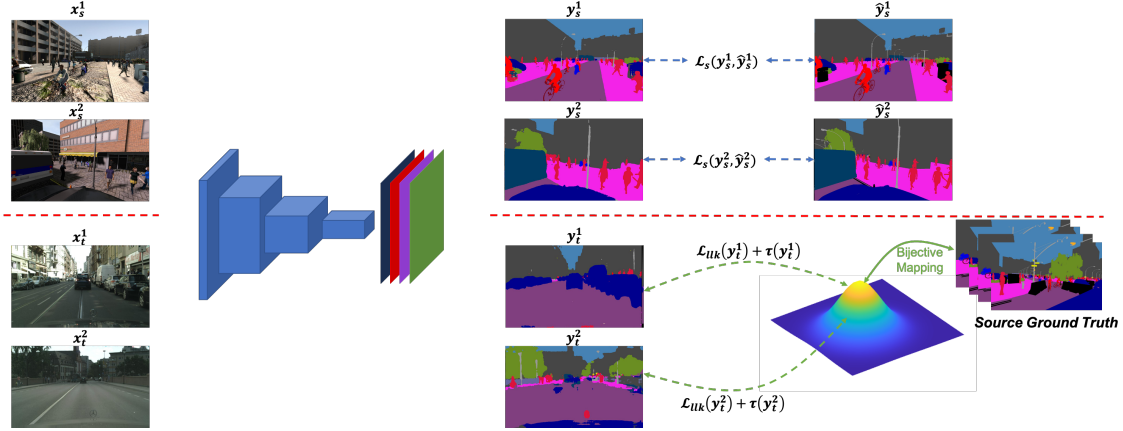 x_s^1
y_s^1
ŷ_s^1
ℒ_s(y_s^1, ŷ_s^1)
x_s^2
y_s^2
ŷ_s^2
ℒ_s(y_s^2, ŷ_s^2)
x_t^1
y_t^1
ℒ_llk(y_t^1) + τ(y_t^1)
Bijective
Mapping
Source Ground Truth
x_t^2
y_t^2
ℒ_llk(y_t^2) + τ(y_t^2)